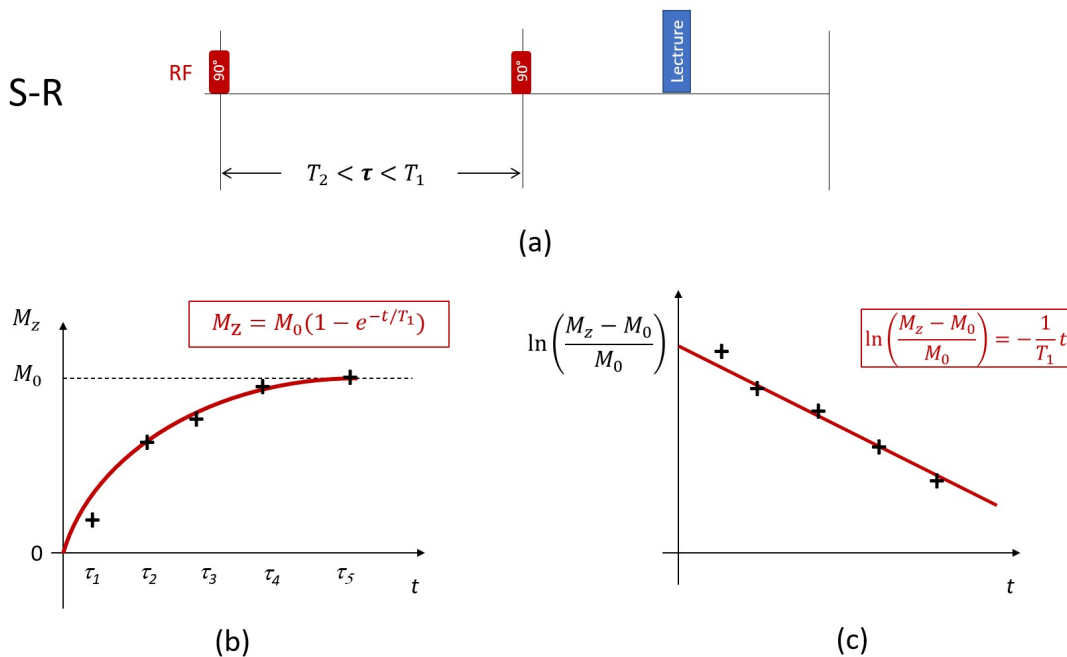 S-R
RF
90°
90°
Lectrure
T₂ < τ < T₁
(a)
M_z
M_Z = M₀(1 − e^{−t/T₁})
M₀
0
τ₁ τ₂ τ₃ τ₄ τ₅ t
(b)
ln((M_z − M₀)/M₀)
ln((M_z − M₀)/M₀) = −(1/T₁)t
t
(c)